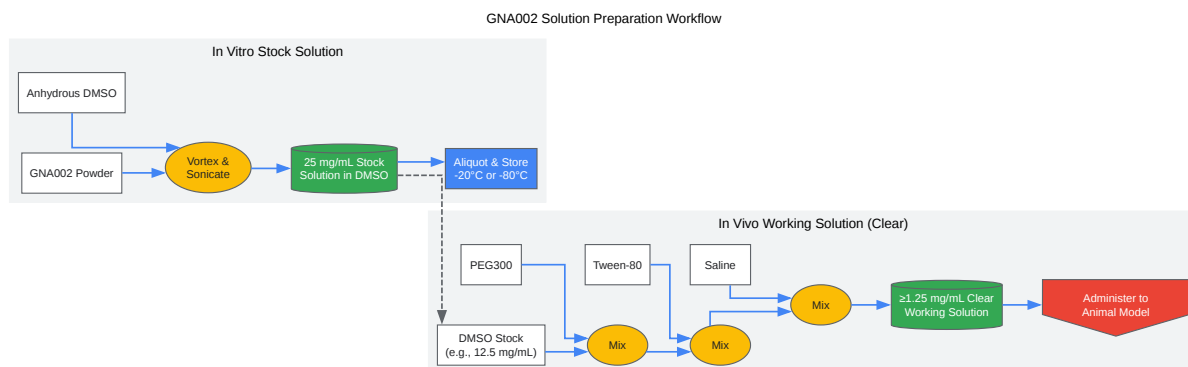 GNA002 Solution Preparation Workflow
In Vitro Stock Solution
Anhydrous DMSO
GNA002 Powder
Vortex &
Sonicate
25 mg/mL Stock
Solution in DMSO
Aliquot & Store
-20°C or -80°C
In Vivo Working Solution (Clear)
PEG300
Tween-80
Saline
DMSO Stock
(e.g., 12.5 mg/mL)
Mix
Mix
Mix
≥1.25 mg/mL Clear
Working Solution
Administer to
Animal Model